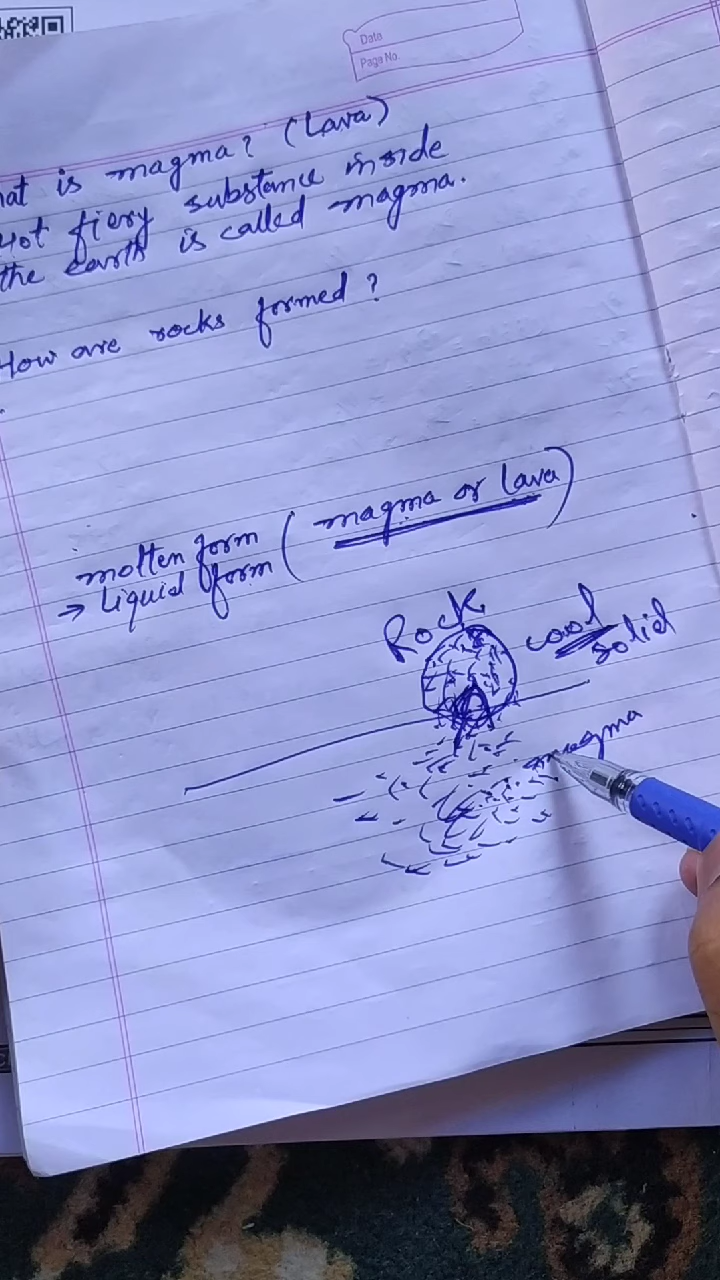 Date
Page No.
hat is magma? (Lava)
Hot fiery substance inside
the earth is called magma.
How are rocks formed?
molten form
→ Liquid form (magma or lava)
Rock
cool
solid
magma